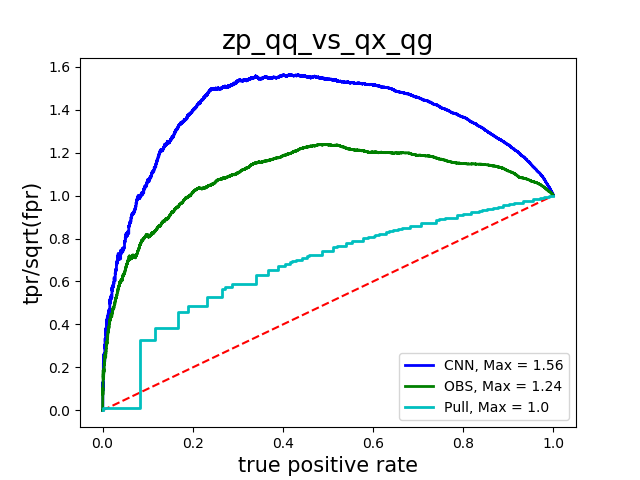 zp_qq_vs_qx_qg
tpr/sqrt(fpr)
1.6
1.4
1.2
1.0
0.8
0.6
0.4
0.2
0.0
CNN, Max = 1.56
OBS, Max = 1.24
Pull, Max = 1.0
0.0 0.2 0.4 0.6 0.8 1.0
true positive rate